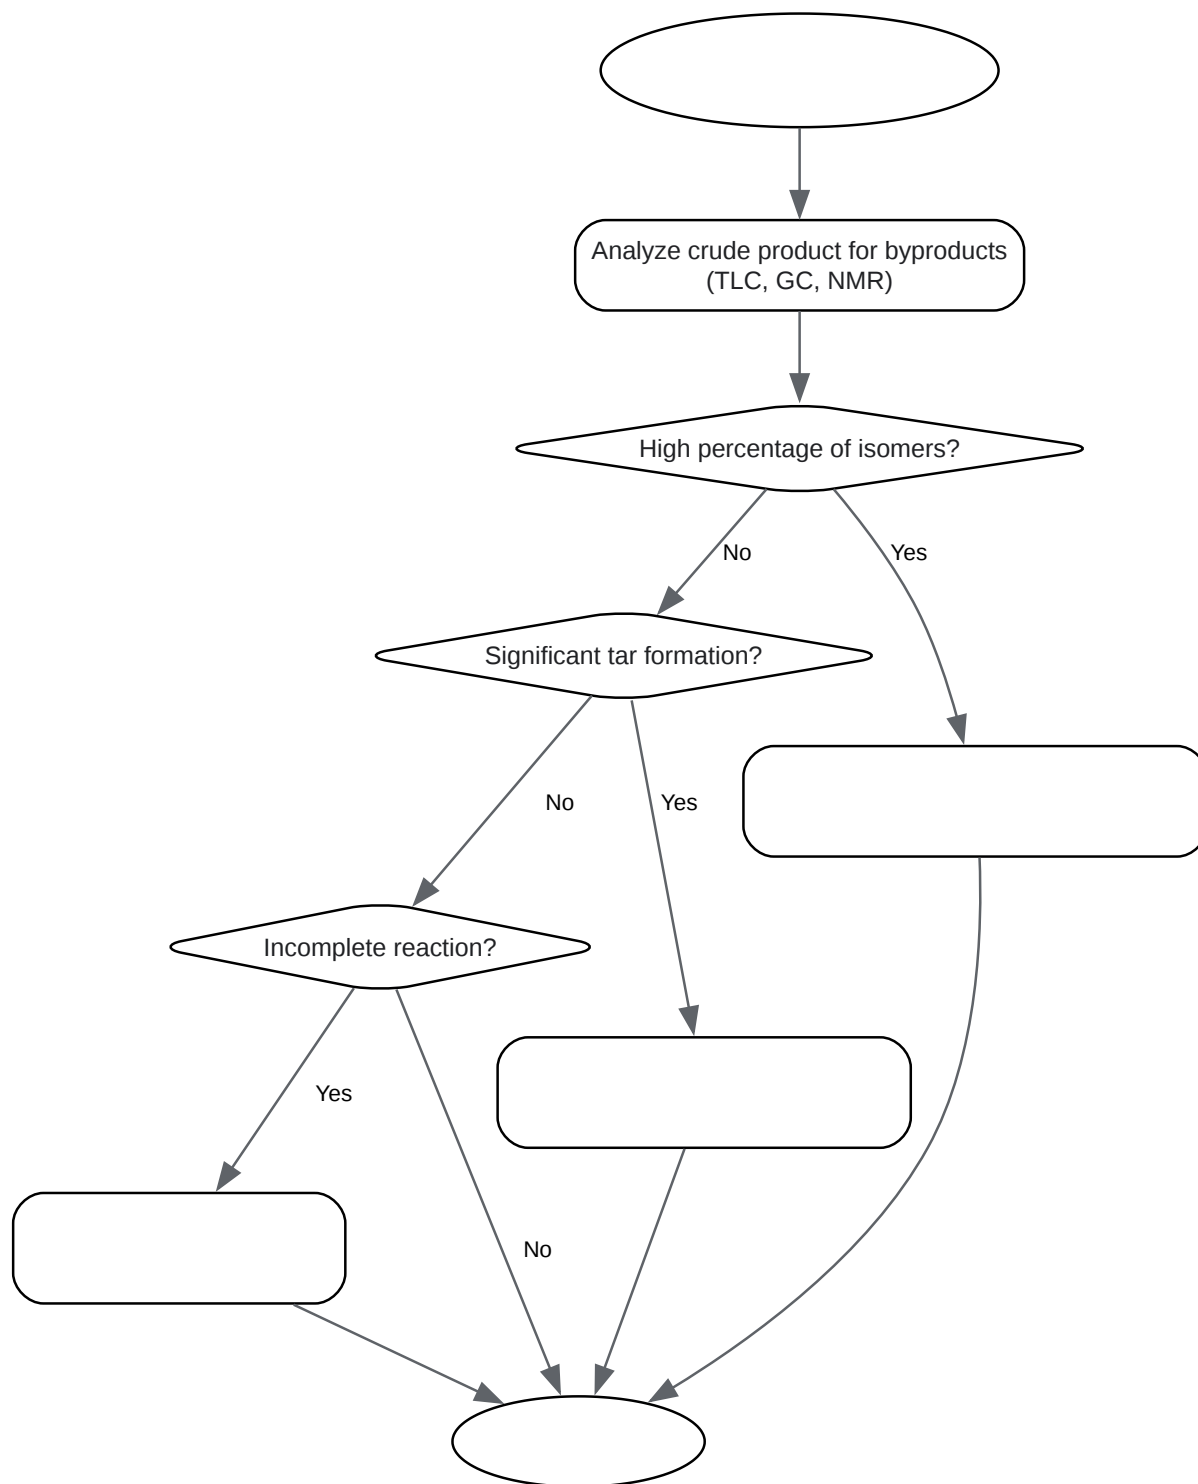 Analyze crude product for byproducts
(TLC, GC, NMR)
High percentage of isomers?
No
Yes
Significant tar formation?
No
Yes
Incomplete reaction?
Yes
No